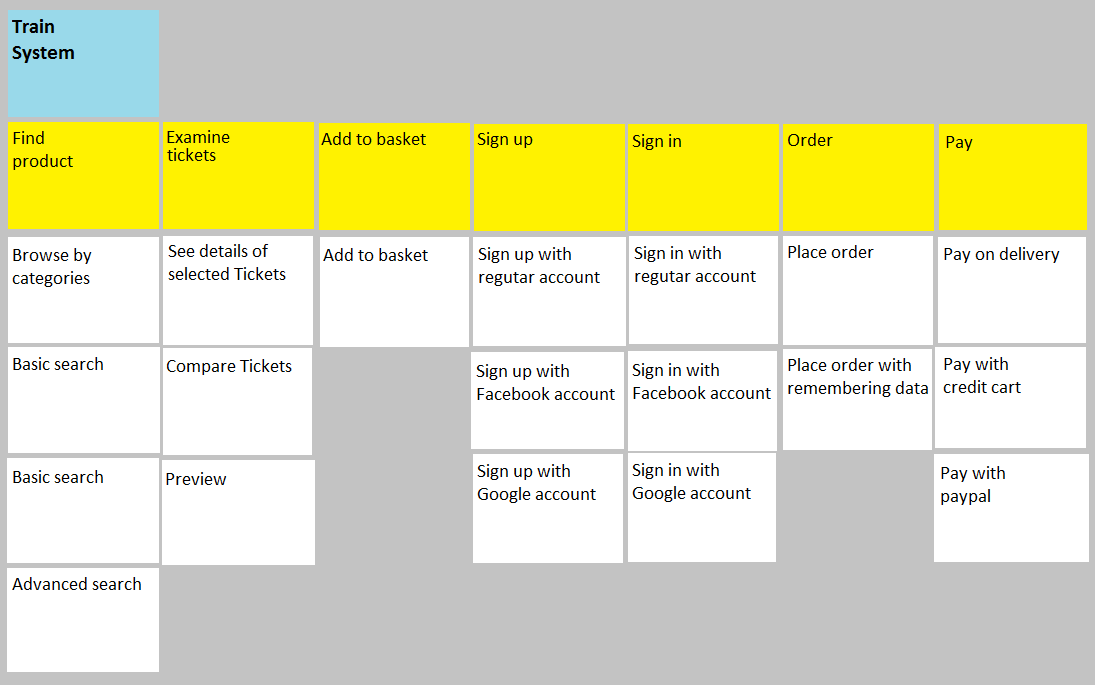 Train
System
Find
product
Examine
tickets
Add to basket
Sign up
Sign in
Order
Pay
Browse by
categories
See details of
selected Tickets
Add to basket
Sign up with
regutar account
Sign in with
regutar account
Place order
Pay on delivery
Basic search
Compare Tickets
Sign up with
Facebook account
Sign in with
Facebook account
Place order with
remembering data
Pay with
credit cart
Basic search
Preview
Sign up with
Google account
Sign in with
Google account
Pay with
paypal
Advanced search